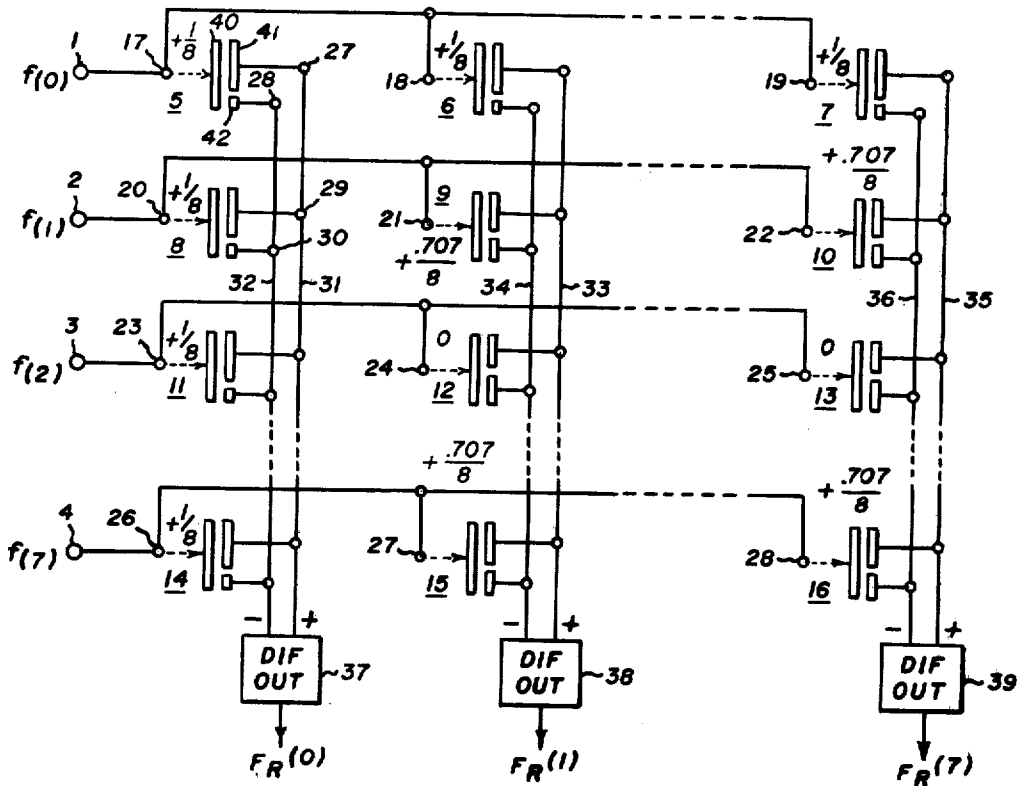 1 17 +1/8 40 41 27 18 +1/8 19 +1/8
f(0) 5 28 42 6 7
2 20 +1/8 29 9 21 +.707/8
f(1) 8 30 +.707/8 22 10
32 31 34 33 36 35
3 23 +1/8 0 0
f(2) 11 24 12 25 13
+.707/8 +.707/8
4 26 +1/8
f(7) 14 27 15 28 16
- + - + - +
DIF OUT 37 DIF OUT 38 DIF OUT 39
FR(0) FR(1) FR(7)